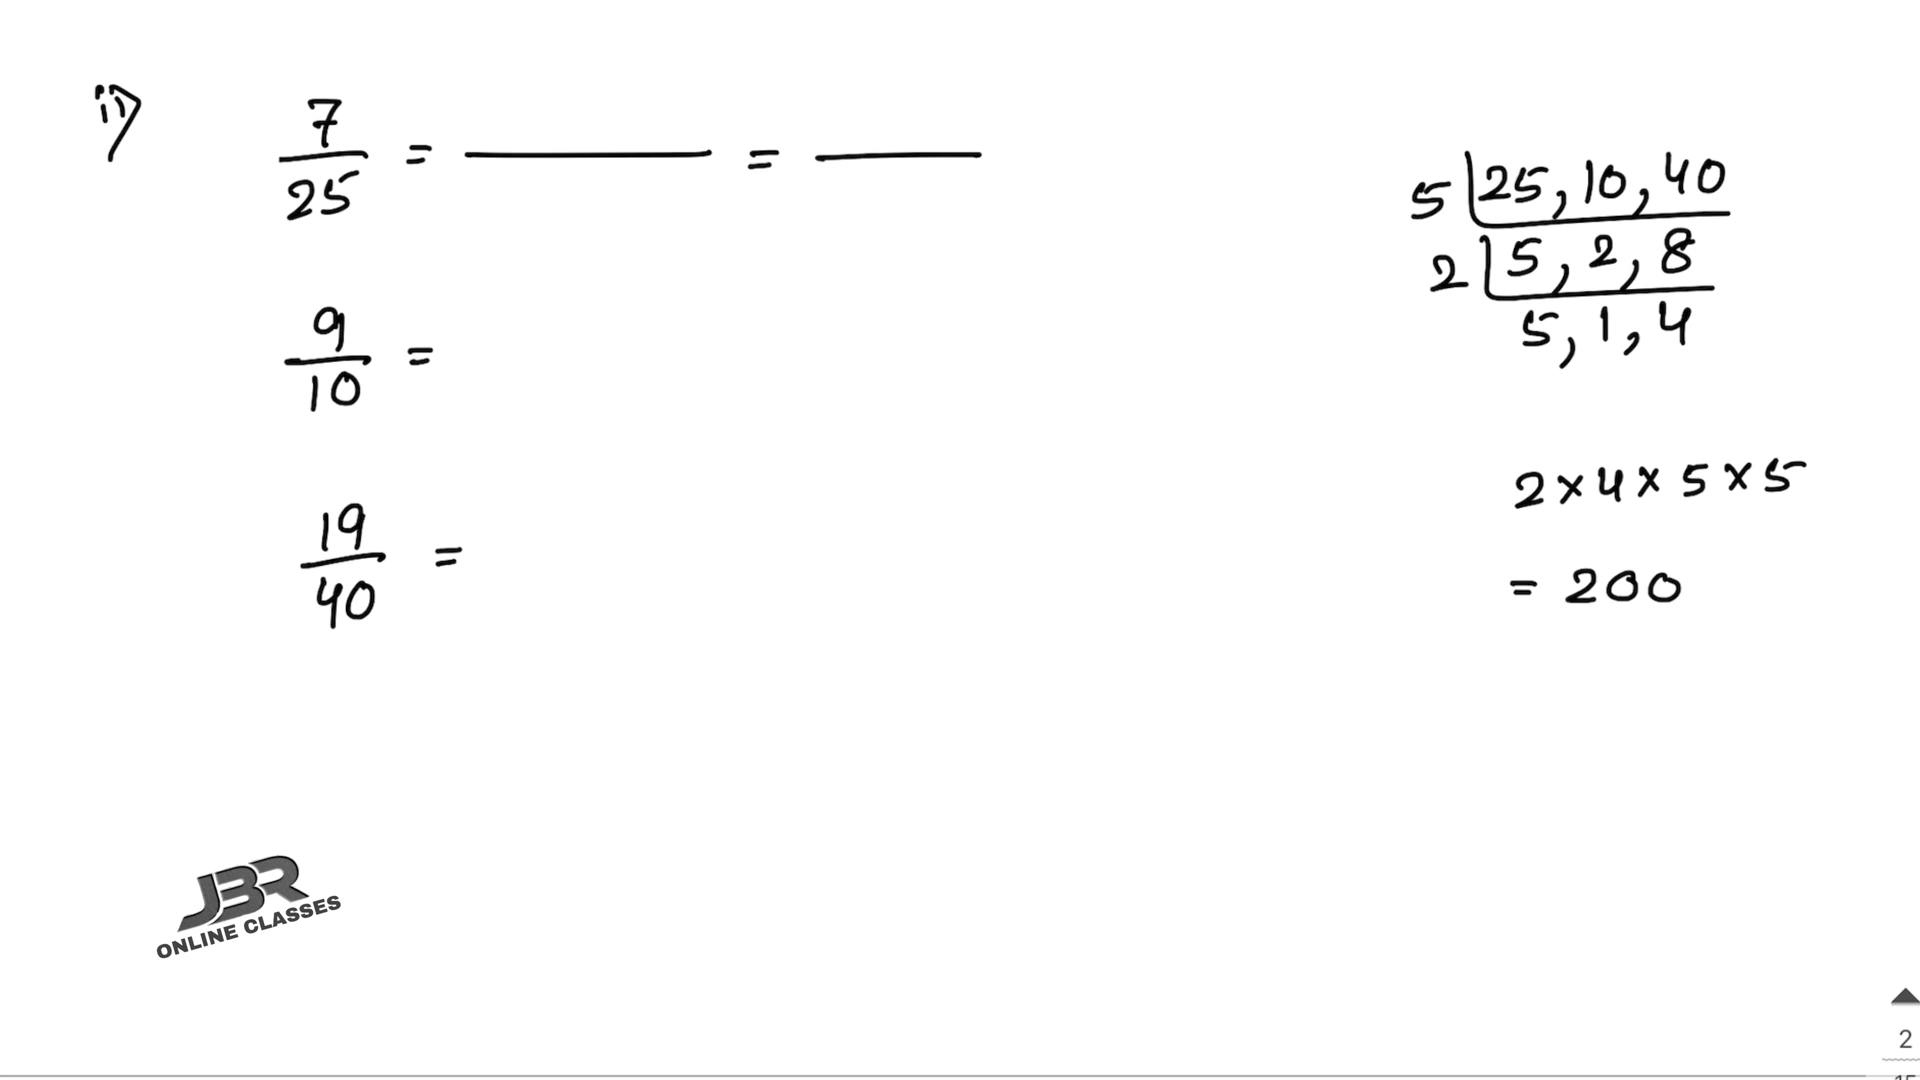 ii) 7/25 = ______ = ______
9/10 =
19/40 =
5 | 25, 10, 40
2 | 5, 2, 8
5, 1, 4
2 × 4 × 5 × 5
= 200
JBR
ONLINE CLASSES
2